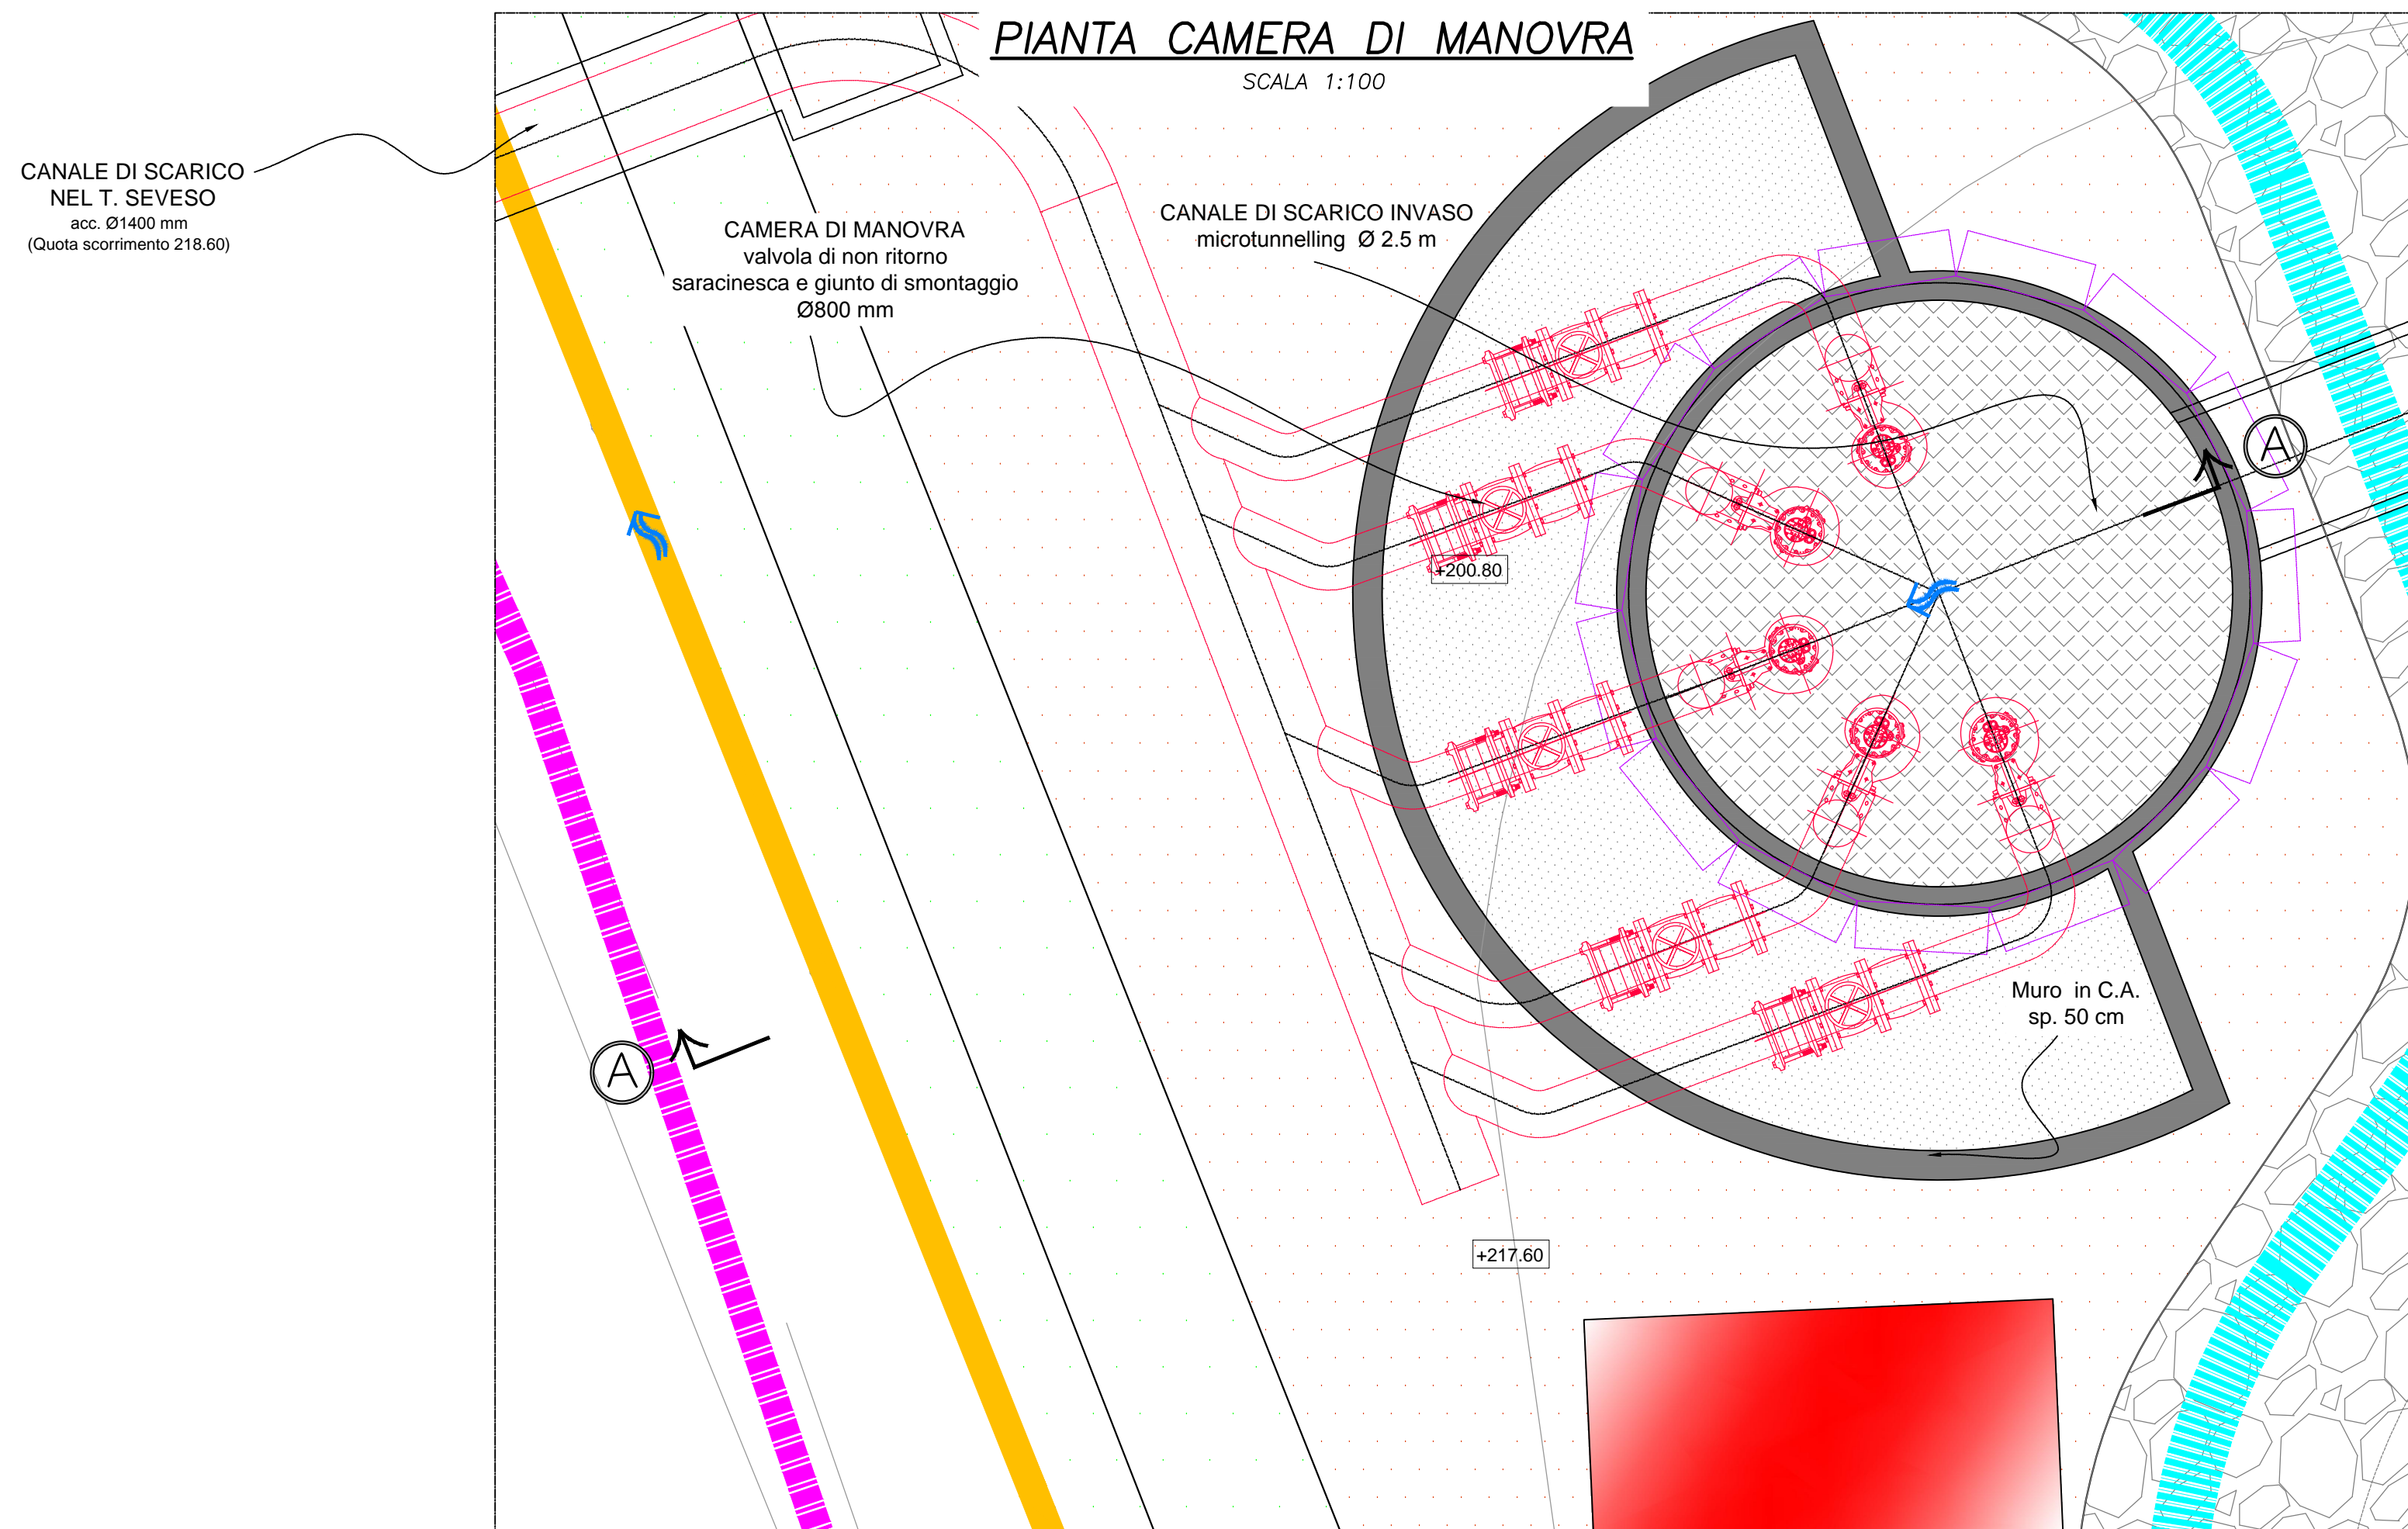 PIANTA CAMERA DI MANOVRA
SCALA 1:100
CANALE DI SCARICO
NEL T. SEVESO
acc. Ø1400 mm
(Quota scorrimento 218.60)
CAMERA DI MANOVRA
valvola di non ritorno
saracinesca e giunto di smontaggio
Ø800 mm
CANALE DI SCARICO INVASO
microtunnelling Ø 2.5 m
A
+200.80
Muro in C.A.
sp. 50 cm
A
+217.60